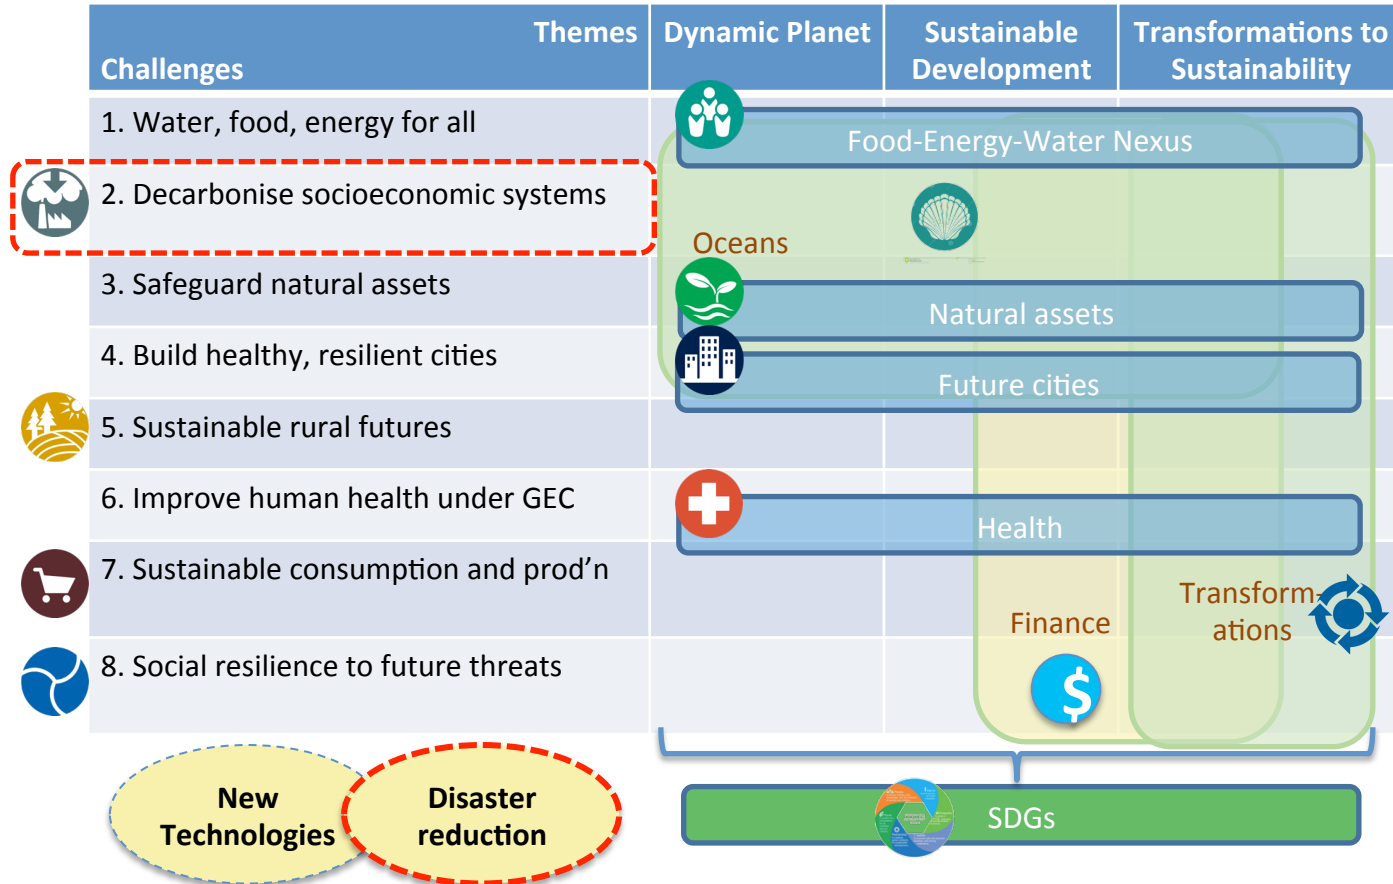 Themes
Challenges
Dynamic Planet
Sustainable
Development
Transformations to
Sustainability
1. Water, food, energy for all
Food-Energy-Water Nexus
2. Decarbonise socioeconomic systems
Oceans
3. Safeguard natural assets
Natural assets
4. Build healthy, resilient cities
Future cities
5. Sustainable rural futures
6. Improve human health under GEC
Health
7. Sustainable consumption and prod’n
Transform-
ations
Finance
8. Social resilience to future threats
$
New
Technologies
Disaster
reduction
SDGs